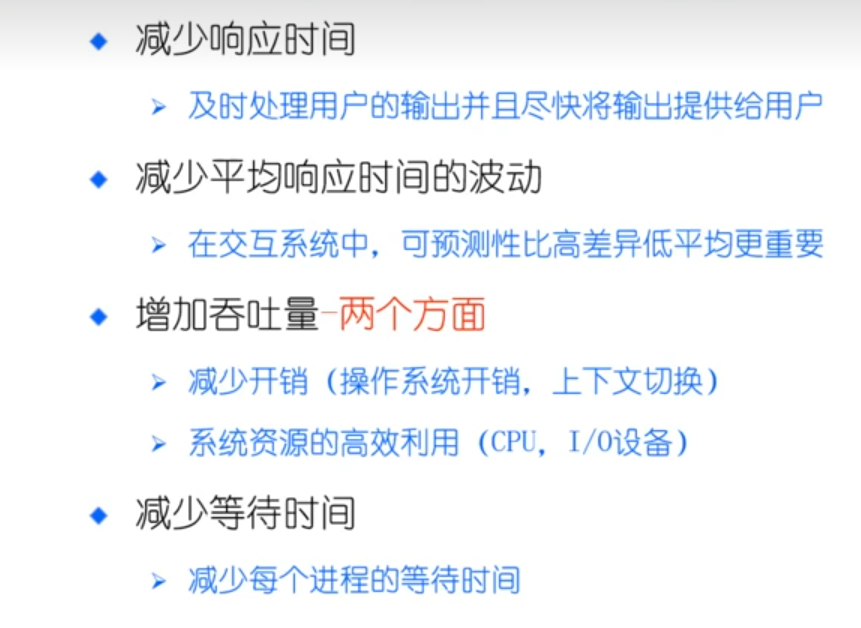 减少响应时间
及时处理用户的输出并且尽快将输出提供给用户
减少平均响应时间的波动
在交互系统中，可预测性比高差异低平均更重要
增加吞吐量-两个方面
减少开销（操作系统开销，上下文切换）
系统资源的高效利用（CPU，I/O设备）
减少等待时间
减少每个进程的等待时间